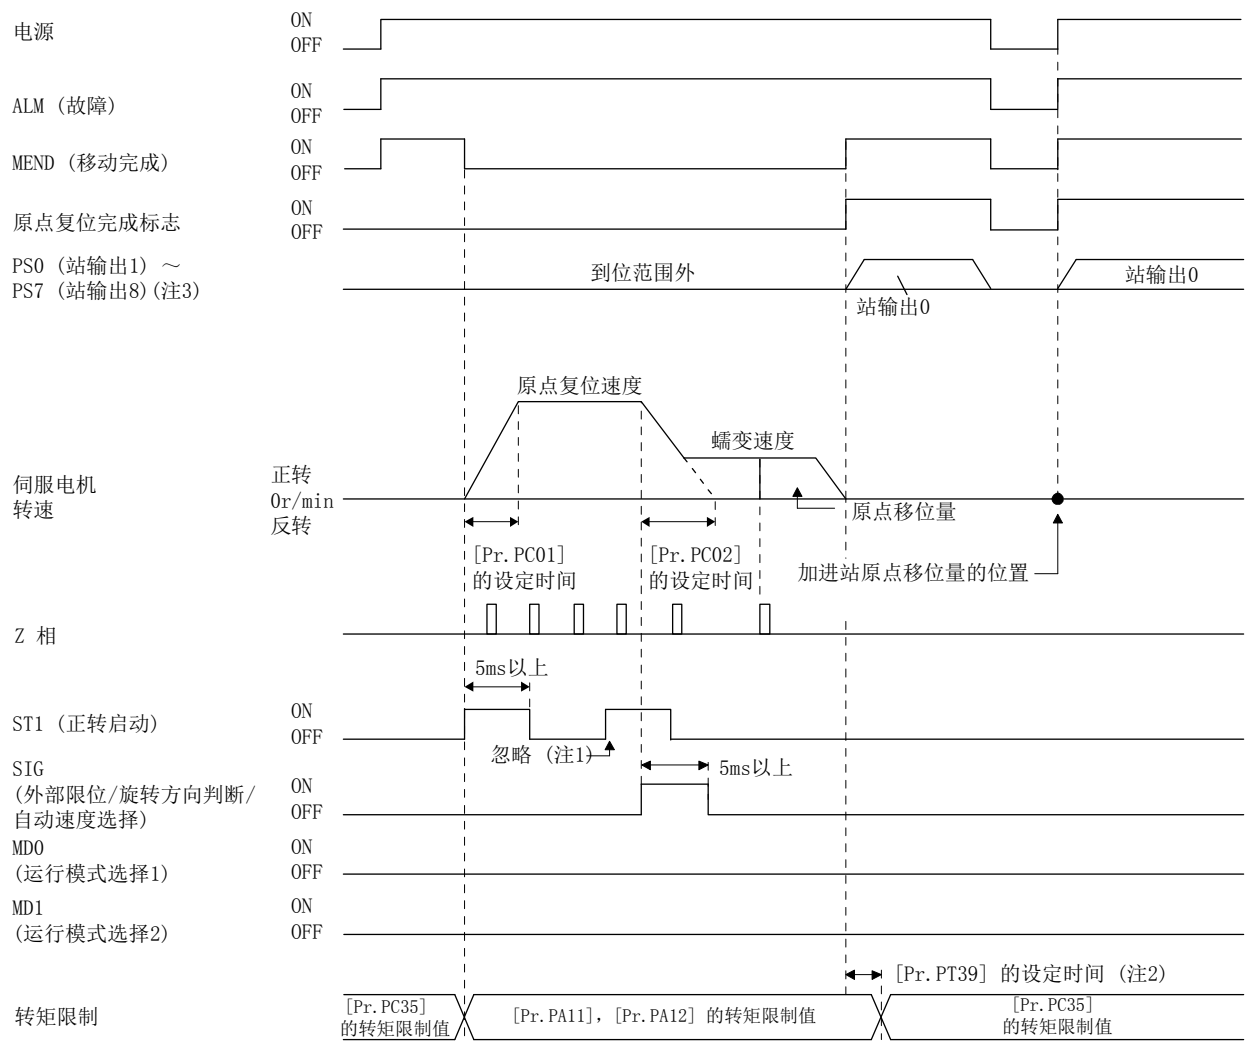 电源
ON
OFF
ALM (故障)
ON
OFF
MEND (移动完成)
ON
OFF
原点复位完成标志
ON
OFF
PS0 (站输出1) ～
PS7 (站输出8)(注3)
到位范围外
站输出0
站输出0
原点复位速度
蠕变速度
伺服电机
转速
正转
0r/min
反转
原点移位量
[Pr.PC01]
的设定时间
[Pr.PC02]
的设定时间
加进站原点移位量的位置
Z 相
5ms以上
ST1 (正转启动)
ON
OFF
忽略 (注1)
SIG
(外部限位/旋转方向判断/
自动速度选择)
ON
OFF
5ms以上
MD0
(运行模式选择1)
ON
OFF
MD1
(运行模式选择2)
ON
OFF
[Pr.PT39] 的设定时间 (注2)
转矩限制
[Pr.PC35]
的转矩限制值
[Pr.PA11], [Pr.PA12] 的转矩限制值
[Pr.PC35]
的转矩限制值